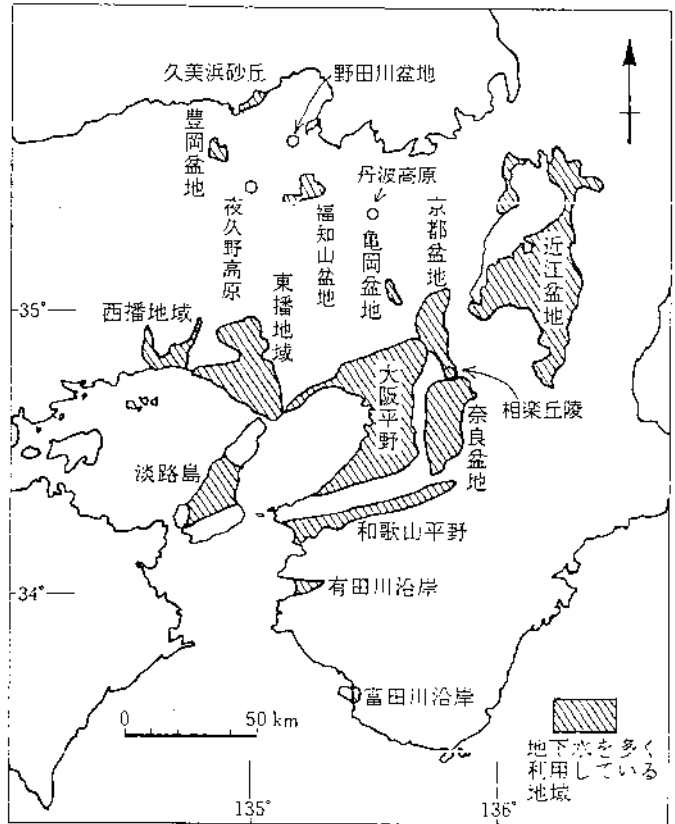 久美浜砂丘
野田川盆地
豊岡盆地
丹波高原
夜久野高原
福知山盆地
亀岡盆地
京都盆地
近江盆地
東播地域
35°
西播地域
大阪平野
相楽丘陵
奈良盆地
淡路島
和歌山平野
34°
有田川沿岸
富田川沿岸
0
50 km
地下水を多く
利用している
地域
135°
136°